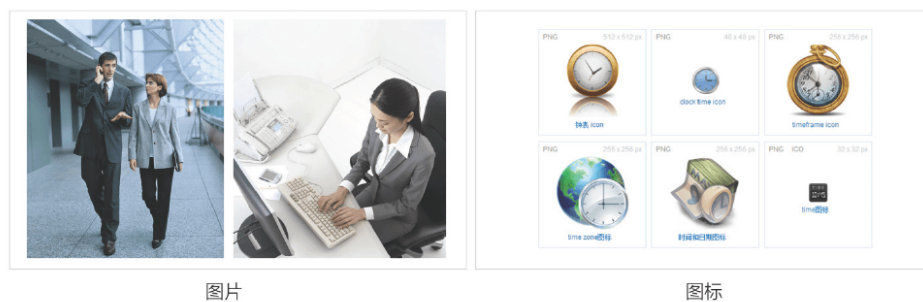 PNG 512 x 512 px
PNG 48 x 48 px
PNG 256 x 256 px
钟表 icon
clock time icon
timeframe icon
PNG 256 x 256 px
PNG 256 x 256 px
PNG ICO 32 x 32 px
time zone图标
时间和日期图标
time图标
图片
图标